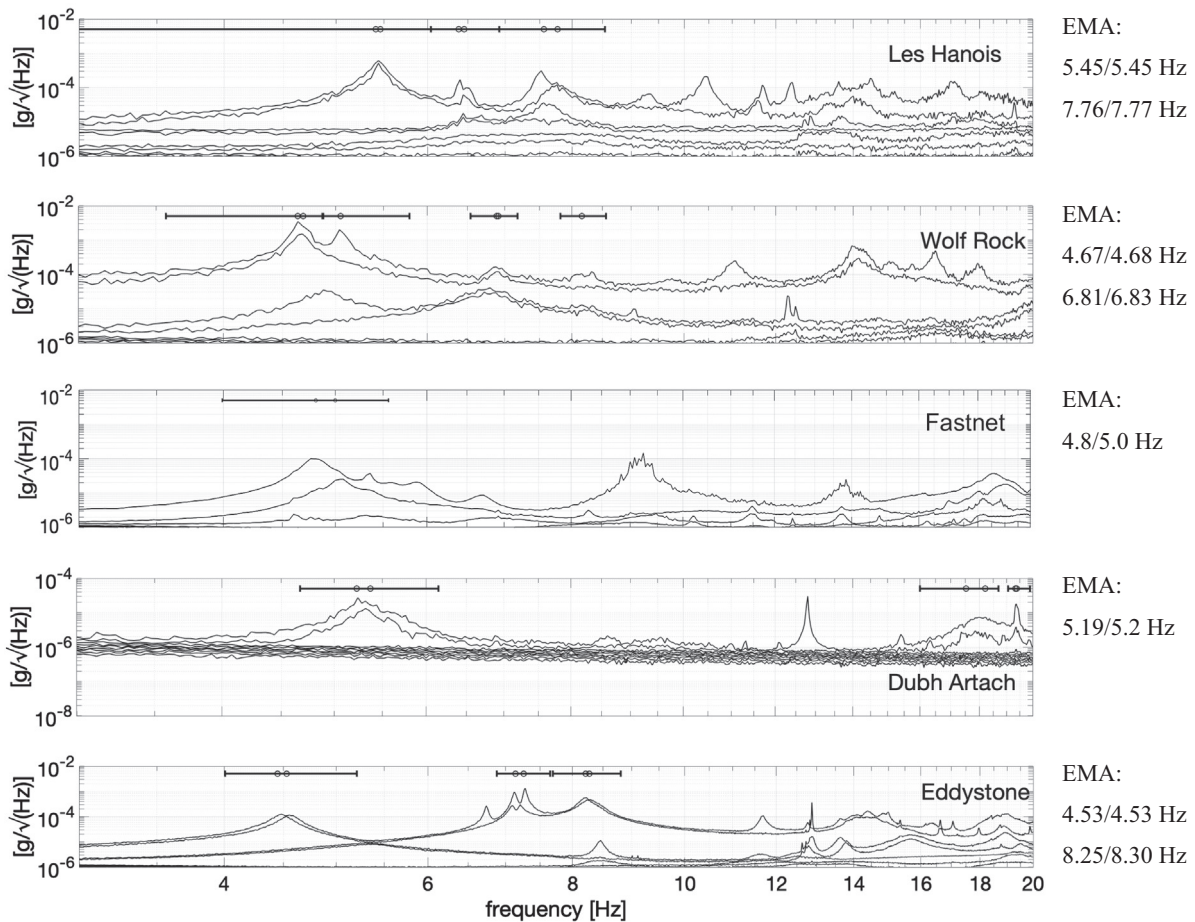 10^-2
10^-4
10^-6
[g/√(Hz)]
Les Hanois
EMA:
5.45/5.45 Hz
7.76/7.77 Hz
10^-2
10^-4
10^-6
[g/√(Hz)]
Wolf Rock
EMA:
4.67/4.68 Hz
6.81/6.83 Hz
10^-2
10^-4
10^-6
[g/√(Hz)]
Fastnet
EMA:
4.8/5.0 Hz
10^-4
10^-6
10^-8
[g/√(Hz)]
Dubh Artach
EMA:
5.19/5.2 Hz
10^-2
10^-4
10^-6
[g/√(Hz)]
Eddystone
EMA:
4.53/4.53 Hz
8.25/8.30 Hz
4 6 8 10 12 14 16 18 20
frequency [Hz]